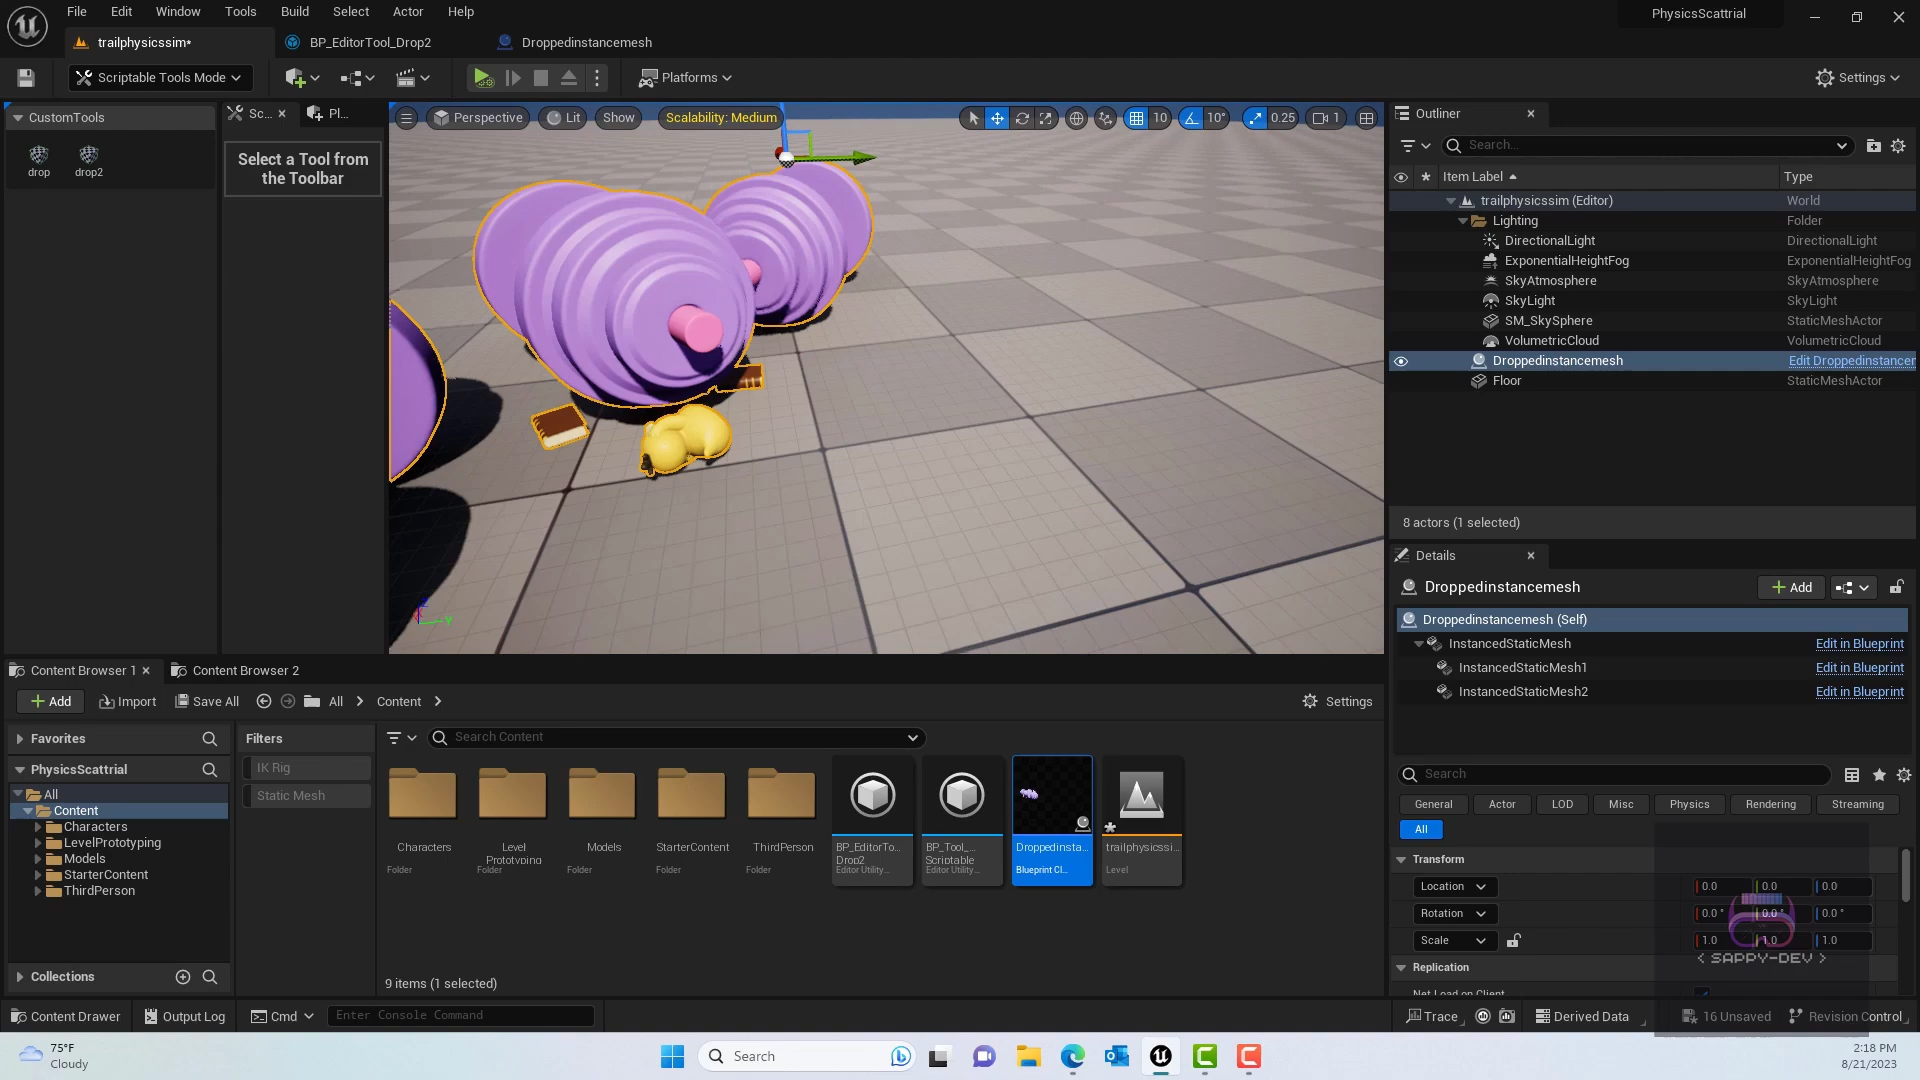 File Edit Window Tools Build Select Actor Help
PhysicsScattrial
trailphysicssim*
BP_EditorTool_Drop2
Droppedinstancemesh
Scriptable Tools Mode
Platforms
Settings
CustomTools
drop
drop2
Sc...
Pl...
Select a Tool from
the Toolbar
Perspective
Lit
Show
Scalability: Medium
10
10°
0.25
1
Outliner
Search...
Item Label
Type
trailphysicssim (Editor)
World
Lighting
Folder
DirectionalLight
DirectionalLight
ExponentialHeightFog
ExponentialHeightFog
SkyAtmosphere
SkyAtmosphere
SkyLight
SkyLight
SM_SkySphere
StaticMeshActor
VolumetricCloud
VolumetricCloud
Droppedinstancemesh
Edit Droppedinstancer
Floor
StaticMeshActor
8 actors (1 selected)
Details
Droppedinstancemesh
Add
Droppedinstancemesh (Self)
InstancedStaticMesh
Edit in Blueprint
InstancedStaticMesh1
Edit in Blueprint
InstancedStaticMesh2
Edit in Blueprint
Search
General
Actor
LOD
Misc
Physics
Rendering
Streaming
All
Transform
Location
0.0
0.0
0.0
Rotation
0.0 °
0.0 °
0.0 °
Scale
1.0
1.0
1.0
Replication
Net Load on Client
< SAPPY-DEV >
Z
Y
Content Browser 1
Content Browser 2
Add
Import
Save All
All
Content
Settings
Favorites
Filters
Search Content
IK Rig
Static Mesh
PhysicsScattrial
All
Content
Characters
LevelPrototyping
Models
StarterContent
ThirdPerson
Collections
Characters
Folder
Level
Prototyping
Folder
Models
Folder
StarterContent
Folder
ThirdPerson
Folder
BP_EditorTo...
Drop2
Editor Utility...
BP_Tool_...
Scriptable
Editor Utility...
Droppedinsta...
Blueprint Cl...
trailphysicssi...
Level
9 items (1 selected)
Content Drawer
Output Log
Cmd
Enter Console Command
Trace
Derived Data
16 Unsaved
Revision Control
75°F
Cloudy
Search
2:18 PM
8/21/2023